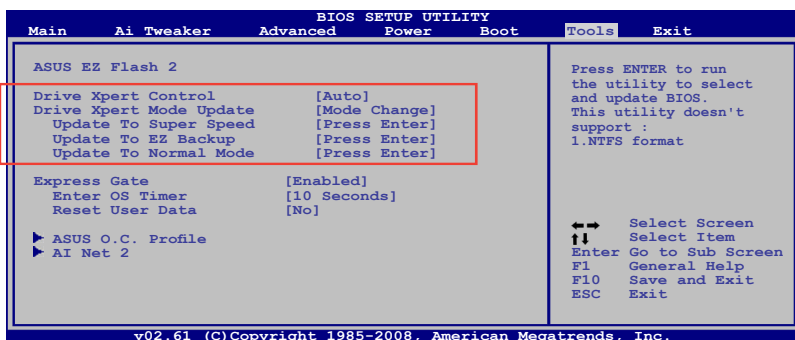 BIOS SETUP UTILITY
Main Ai Tweaker Advanced Power Boot Tools Exit
ASUS EZ Flash 2
Drive Xpert Control [Auto]
Drive Xpert Mode Update [Mode Change]
Update To Super Speed [Press Enter]
Update To EZ Backup [Press Enter]
Update To Normal Mode [Press Enter]
Express Gate [Enabled]
Enter OS Timer [10 Seconds]
Reset User Data [No]
ASUS O.C. Profile
AI Net 2
Press ENTER to run
the utility to select
and update BIOS.
This utility doesn't
support :
1.NTFS format
Select Screen
Select Item
Enter Go to Sub Screen
F1 General Help
F10 Save and Exit
ESC Exit
v02.61 (C)Copyright 1985-2008, American Megatrends, Inc.